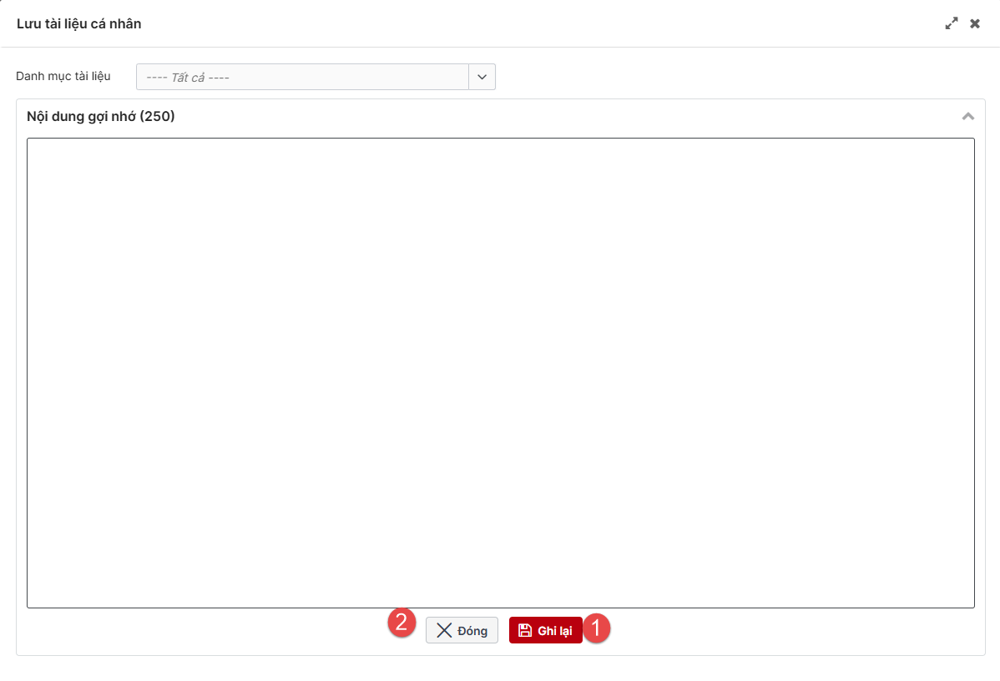 Lưu tài liệu cá nhân
Danh mục tài liệu ---- Tất cả ----
Nội dung gợi nhớ (250)
2 Đóng Ghi lại 1